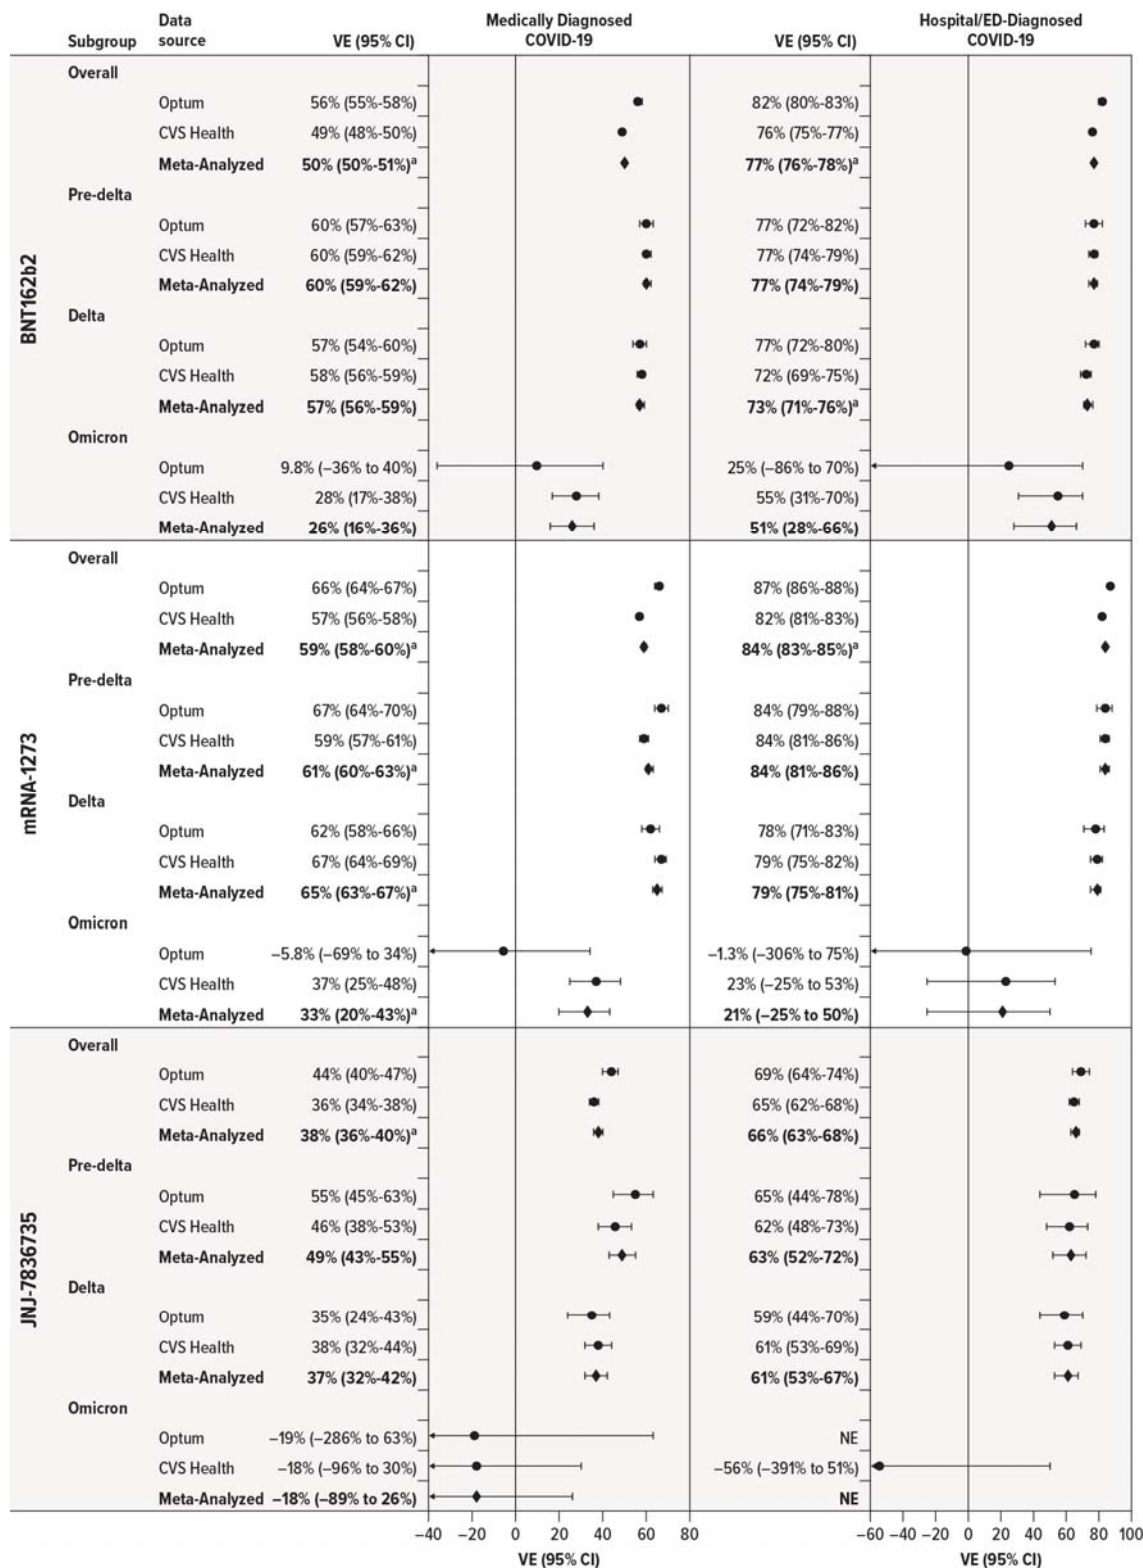 Subgroup Data source VE (95% CI) Medically Diagnosed COVID-19 VE (95% CI) Hospital/ED-Diagnosed COVID-19
BNT162b2
Overall
Optum 56% (55%-58%) 82% (80%-83%)
CVS Health 49% (48%-50%) 76% (75%-77%)
Meta-Analyzed 50% (50%-51%)a 77% (76%-78%)a
Pre-delta
Optum 60% (57%-63%) 77% (72%-82%)
CVS Health 60% (59%-62%) 77% (74%-79%)
Meta-Analyzed 60% (59%-62%) 77% (74%-79%)
Delta
Optum 57% (54%-60%) 77% (72%-80%)
CVS Health 58% (56%-59%) 72% (69%-75%)
Meta-Analyzed 57% (56%-59%) 73% (71%-76%)a
Omicron
Optum 9.8% (−36% to 40%) 25% (−86% to 70%)
CVS Health 28% (17%-38%) 55% (31%-70%)
Meta-Analyzed 26% (16%-36%) 51% (28%-66%)
mRNA-1273
Overall
Optum 66% (64%-67%) 87% (86%-88%)
CVS Health 57% (56%-58%) 82% (81%-83%)
Meta-Analyzed 59% (58%-60%)a 84% (83%-85%)a
Pre-delta
Optum 67% (64%-70%) 84% (79%-88%)
CVS Health 59% (57%-61%) 84% (81%-86%)
Meta-Analyzed 61% (60%-63%)a 84% (81%-86%)
Delta
Optum 62% (58%-66%) 78% (71%-83%)
CVS Health 67% (64%-69%) 79% (75%-82%)
Meta-Analyzed 65% (63%-67%)a 79% (75%-81%)
Omicron
Optum −5.8% (−69% to 34%) −1.3% (−306% to 75%)
CVS Health 37% (25%-48%) 23% (−25% to 53%)
Meta-Analyzed 33% (20%-43%)a 21% (−25% to 50%)
JNJ-7836735
Overall
Optum 44% (40%-47%) 69% (64%-74%)
CVS Health 36% (34%-38%) 65% (62%-68%)
Meta-Analyzed 38% (36%-40%)a 66% (63%-68%)
Pre-delta
Optum 55% (45%-63%) 65% (44%-78%)
CVS Health 46% (38%-53%) 62% (48%-73%)
Meta-Analyzed 49% (43%-55%) 63% (52%-72%)
Delta
Optum 35% (24%-43%) 59% (44%-70%)
CVS Health 38% (32%-44%) 61% (53%-69%)
Meta-Analyzed 37% (32%-42%) 61% (53%-67%)
Omicron
Optum −19% (−286% to 63%) NE
CVS Health −18% (−96% to 30%) −56% (−391% to 51%)
Meta-Analyzed −18% (−89% to 26%) NE
−40 −20 0 20 40 60 80 −60 −40 −20 0 20 40 60 80 100
VE (95% CI) VE (95% CI)